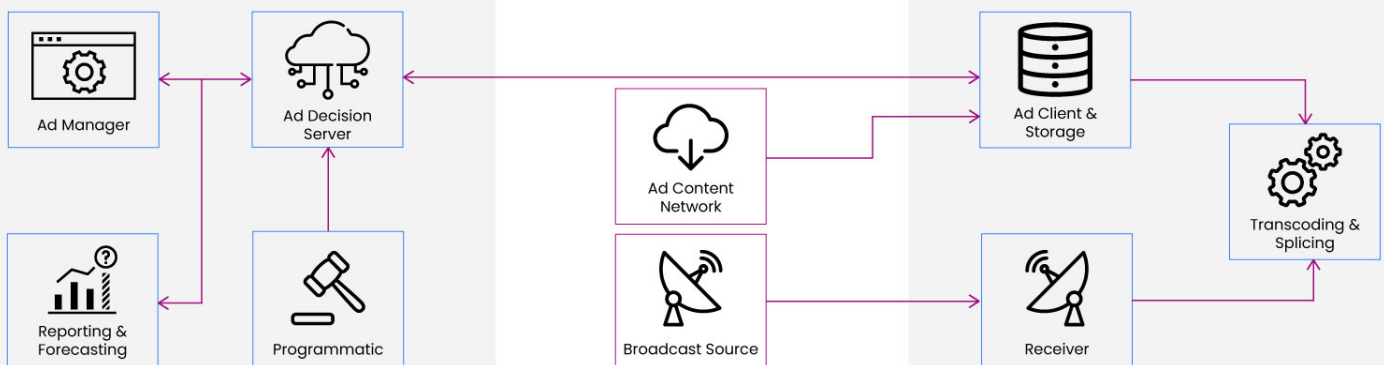 Ad Manager
Ad Decision
Server
Ad Client &
Storage
Ad Content
Network
Transcoding &
Splicing
?
Reporting &
Forecasting
Programmatic
Broadcast Source
Receiver